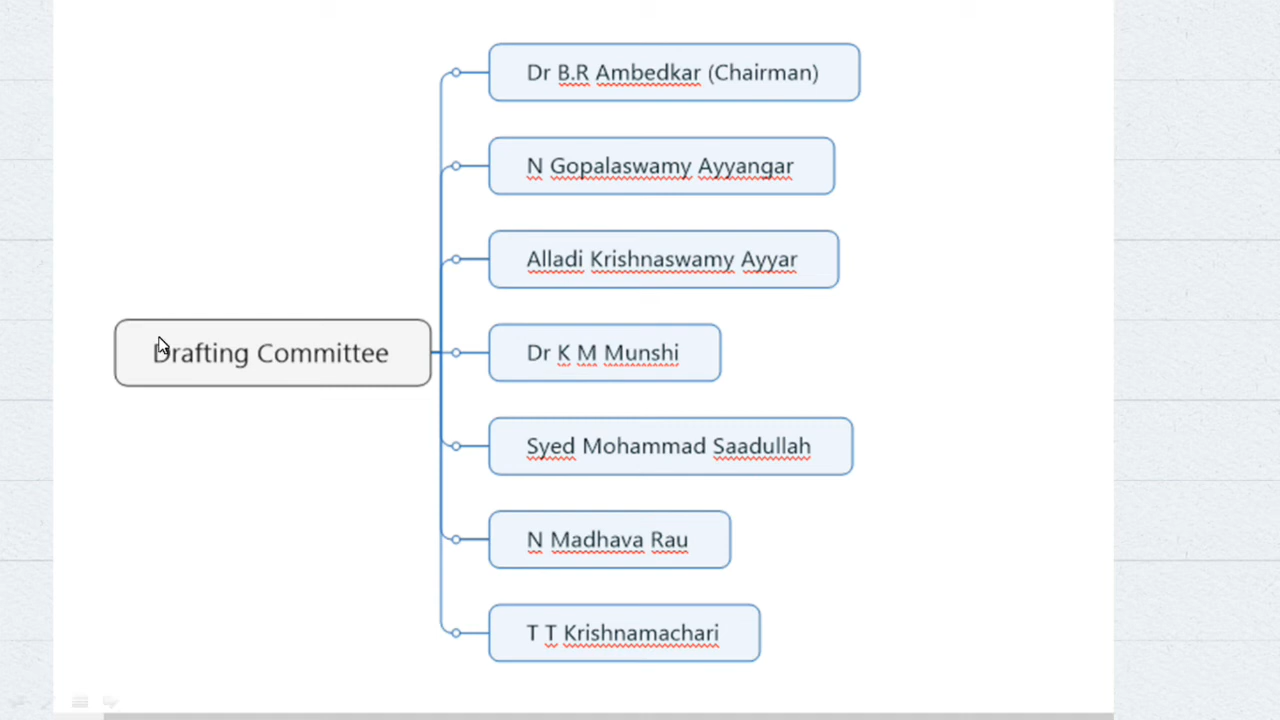 Dr B.R Ambedkar (Chairman)
N Gopalaswamy Ayyangar
Alladi Krishnaswamy Ayyar
Drafting Committee
Dr K M Munshi
Syed Mohammad Saadullah
N Madhava Rau
T T Krishnamachari